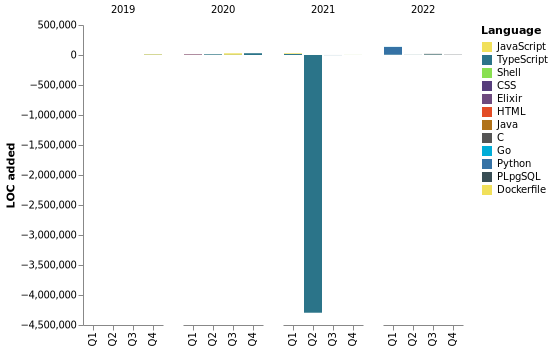 2019 2020 2021 2022
LOC added
500,000
0
−500,000
−1,000,000
−1,500,000
−2,000,000
−2,500,000
−3,000,000
−3,500,000
−4,000,000
−4,500,000
Q1 Q2 Q3 Q4 Q1 Q2 Q3 Q4 Q1 Q2 Q3 Q4 Q1 Q2 Q3 Q4
Language
JavaScript
TypeScript
Shell
CSS
Elixir
HTML
Java
C
Go
Python
PLpgSQL
Dockerfile